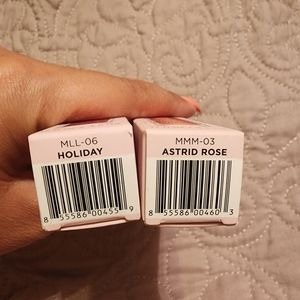 MLL-06
HOLIDAY
8 55586 00455 9
MMM-03
ASTRID ROSE
8 55586 00460 3